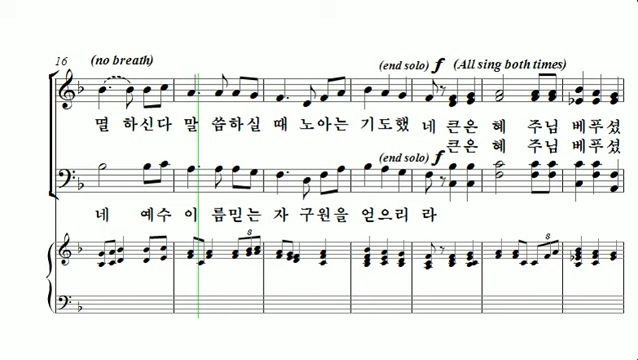 16 (no breath)
(end solo) f (All sing both times)
멸 하신다 말 씀하실 때 노아는 기도했 네 큰은 혜 주님 베푸셨
큰은 혜 주님 베푸셨
(end solo) f
네 예수 이 름믿는 자 구원을 얻으리 라
8 8